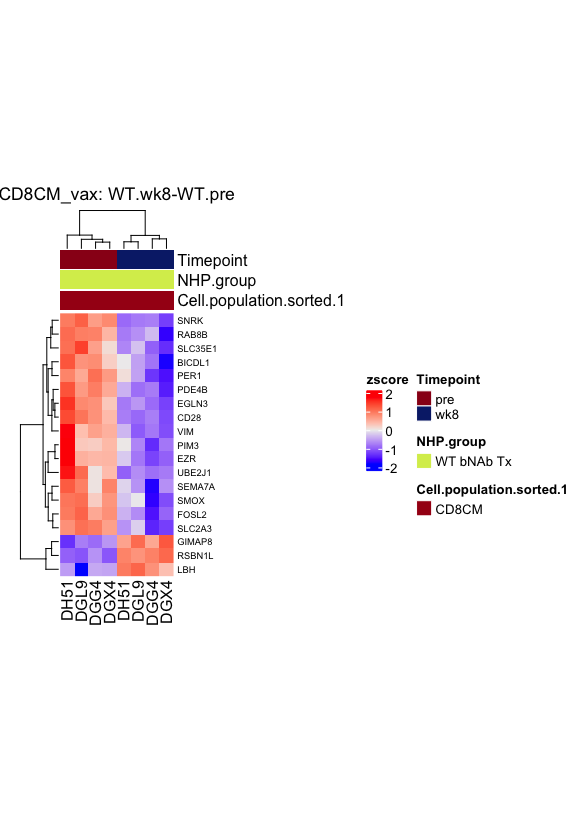 CD8CM_vax: WT.wk8-WT.pre
Timepoint
NHP.group
Cell.population.sorted.1
SNRK
RAB8B
SLC35E1
BICDL1
PER1
PDE4B
EGLN3
CD28
VIM
PIM3
EZR
UBE2J1
SEMA7A
SMOX
FOSL2
SLC2A3
GIMAP8
RSBN1L
LBH
DH51 DGL9 DGG4 DGX4 DH51 DGL9 DGG4 DGX4
zscore
2
1
0
-1
-2
Timepoint
pre
wk8
NHP.group
WT bNAb Tx
Cell.population.sorted.1
CD8CM